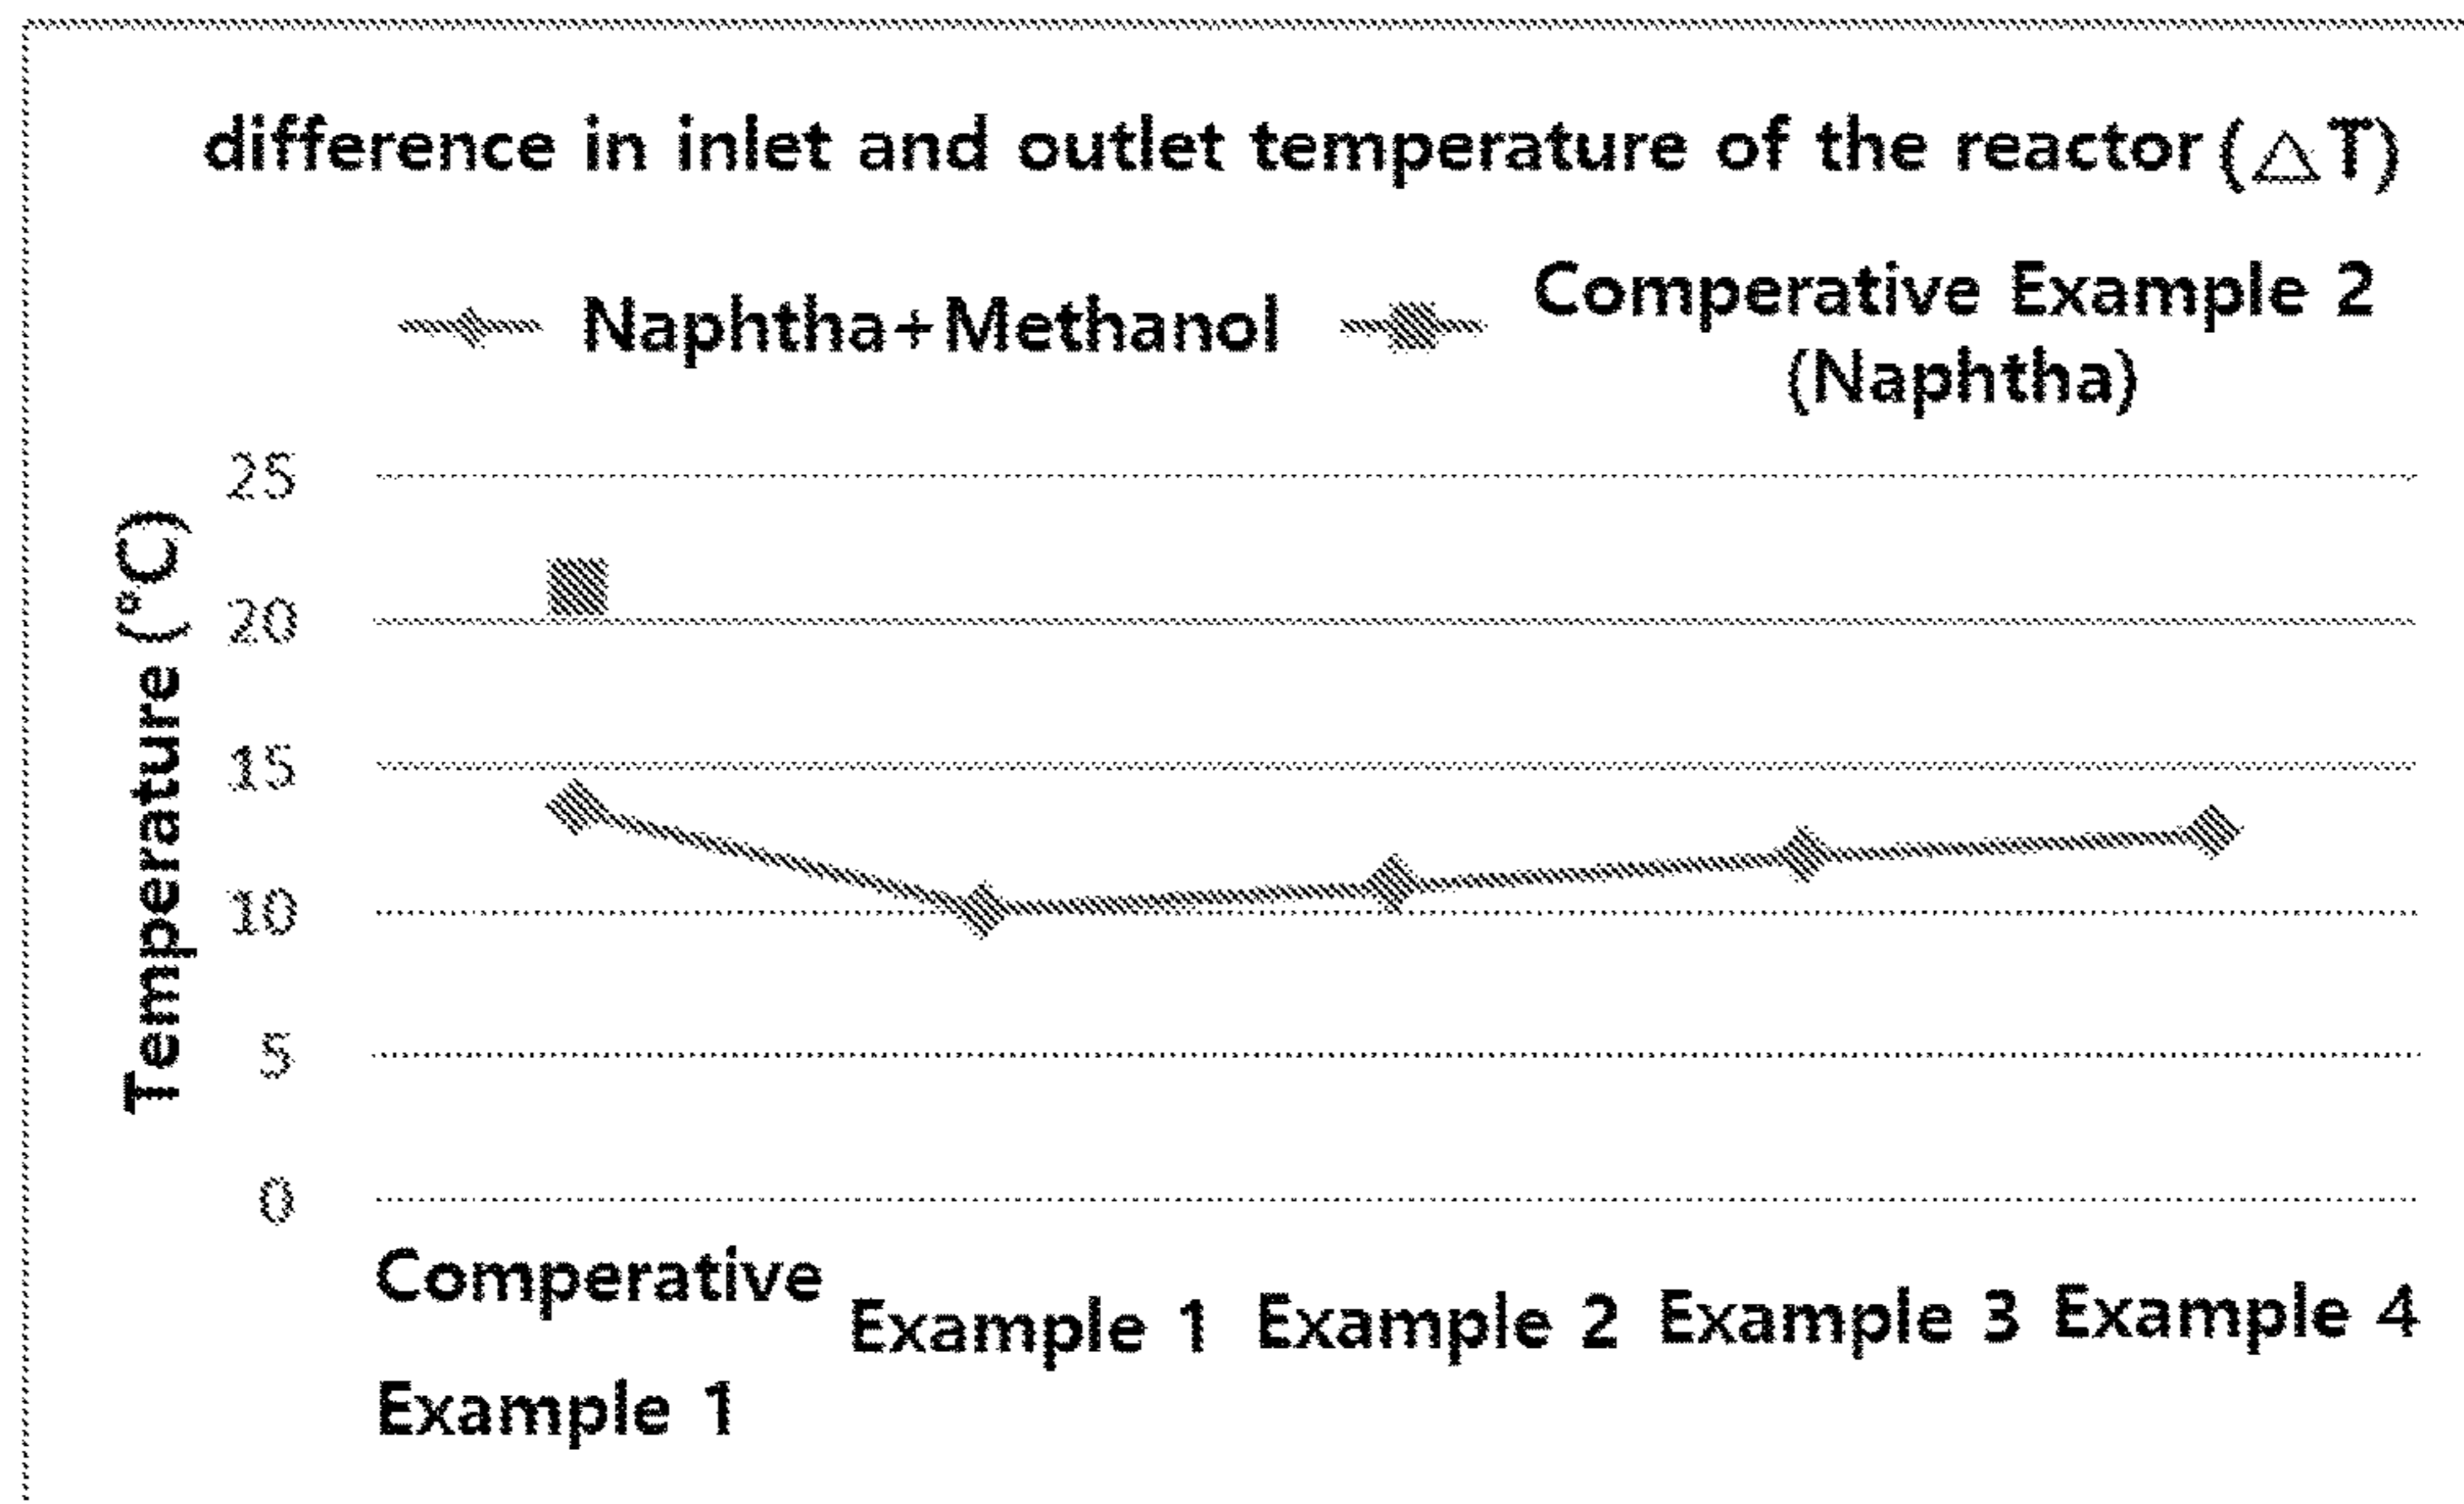 difference in inlet and outlet temperature of the reactor(△T)
Naphtha+Methanol
Comperative Example 2
(Naphtha)
Temperature(°C)
25
20
15
10
5
0
Comperative
Example 1
Example 1
Example 2
Example 3
Example 4